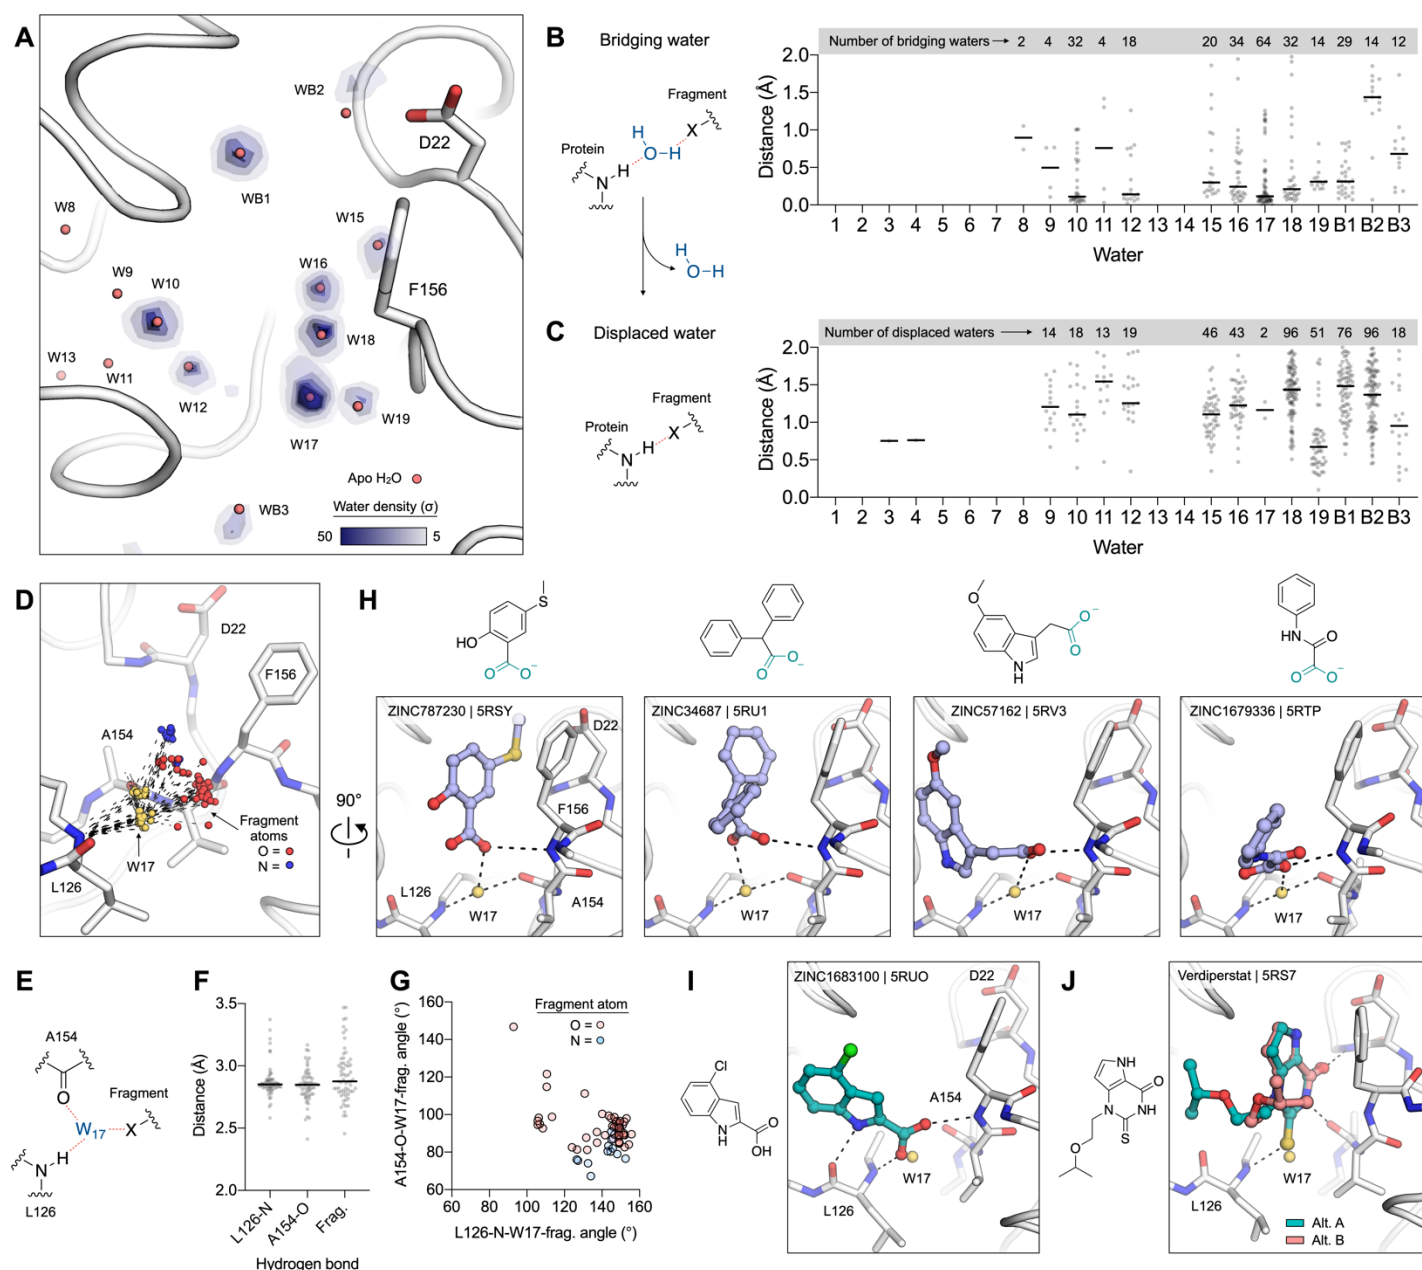 A
WB2
D22
WB1
W8
W15
W9
W16
W10
F156
W18
W13
W11
W12
W19
W17
Apo H₂O
Water density (σ)
WB3
50 5
B Bridging water
Fragment
H
X
O H
Protein
H
N
H
O–H
Number of bridging waters 2 4 32 4 18 20 34 64 32 14 29 14 12
Distance (Å)
2.0
1.5
1.0
0.5
0.0
1 2 3 4 5 6 7 8 9 10 11 12 13 14 15 16 17 18 19 B1 B2 B3
Water
C Displaced water
Fragment
Protein
H X
N
Number of displaced waters 14 18 13 19 46 43 2 96 51 76 96 18
Distance (Å)
2.0
1.5
1.0
0.5
0.0
1 2 3 4 5 6 7 8 9 10 11 12 13 14 15 16 17 18 19 B1 B2 B3
Water
D
D22
F156
A154
Fragment
atoms
O =
N =
W17
L126
90°
H
S
HO
O O⁻
O⁻
O
O
O⁻
O
N
H
HN O
O O⁻
ZINC787230 | 5RSY
D22
F156
L126
A154
W17
ZINC34687 | 5RU1
W17
ZINC57162 | 5RV3
W17
ZINC1679336 | 5RTP
W17
E
A154
O
Fragment
W₁₇ X
H
N
L126
F
Distance (Å)
3.5
3.0
2.5
2.0
L126-N A154-O Frag.
Hydrogen bond
G
Fragment atom
O =
N =
A154-O-W17-frag. angle (°)
160
140
120
100
80
60
60 80 100 120 140 160
L126-N-W17-frag. angle (°)
I
Cl
N
H
O
OH
ZINC1683100 | 5RUO
D22
A154
W17
L126
J
NH
O
N NH
S
O
Verdiperstat | 5RS7
W17
L126
Alt. A
Alt. B